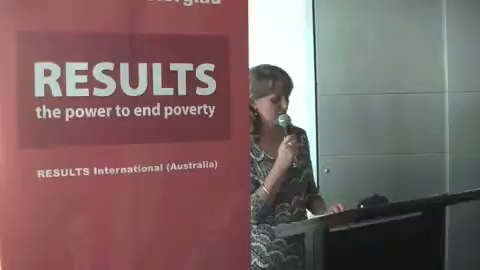 RESULTS
the power to end poverty
RESULTS International (Australia)